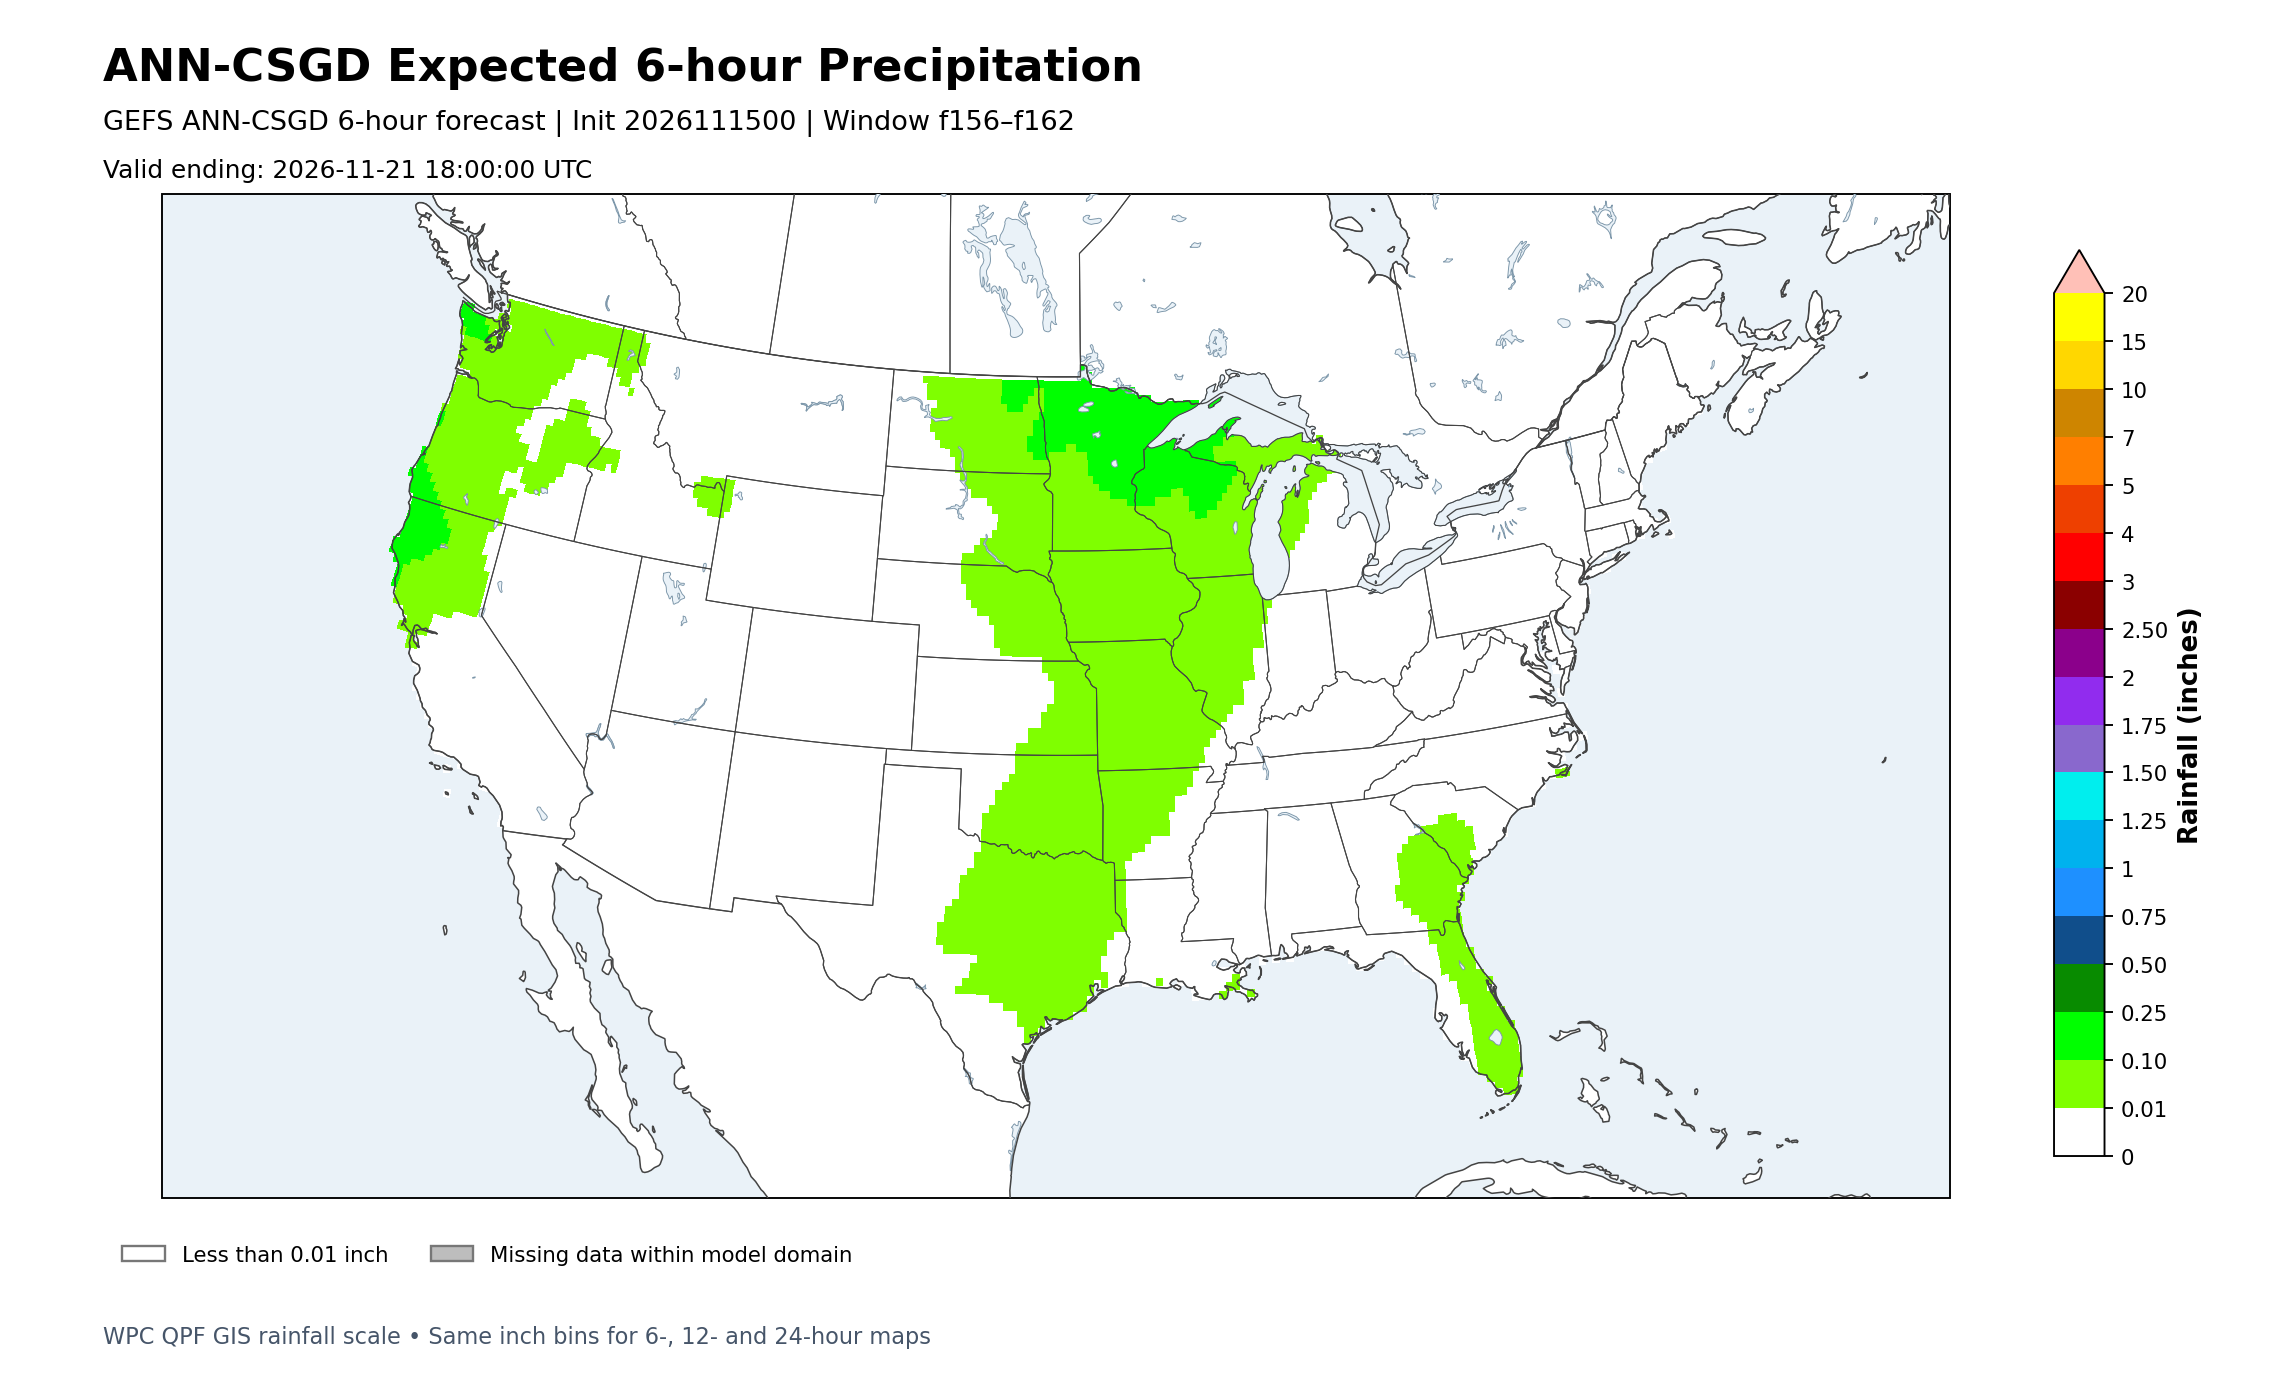 ANN-CSGD Expected 6-hour Precipitation
GEFS ANN-CSGD 6-hour forecast | Init 2026111500 | Window f156–f162
Valid ending: 2026-11-21 18:00:00 UTC
20
15
10
7
5
4
3
2.50
2
1.75
1.50
1.25
1
0.75
0.50
0.25
0.10
0.01
0
Rainfall (inches)
Less than 0.01 inch
Missing data within model domain
WPC QPF GIS rainfall scale • Same inch bins for 6-, 12- and 24-hour maps